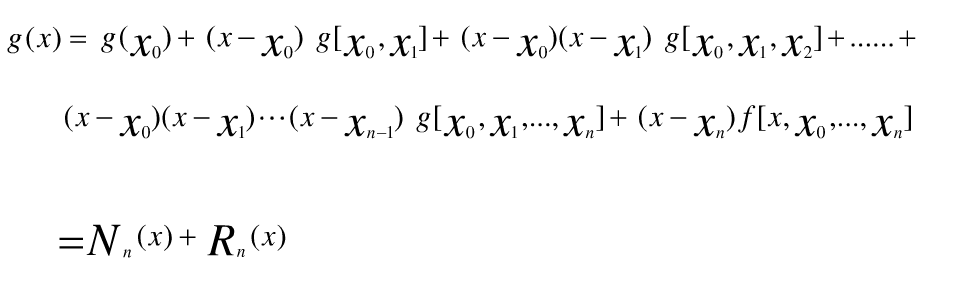 g(x) = g(x₀) + (x − x₀) g[x₀, x₁] + (x − x₀)(x − x₁) g[x₀, x₁, x₂] + ...... +
(x − x₀)(x − x₁)···(x − xₙ₋₁) g[x₀, x₁,..., xₙ] + (x − xₙ) f[x, x₀,..., xₙ]
= Nₙ(x) + Rₙ(x)